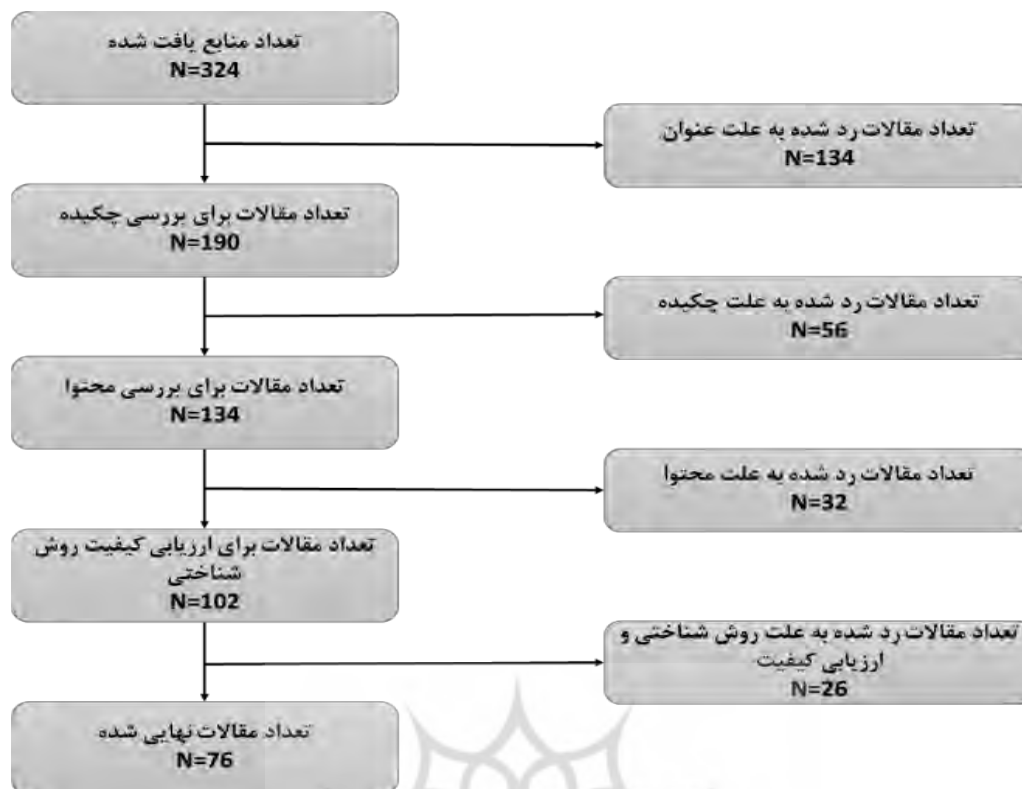 تعداد منابع یافت شده
N=324
تعداد مقالات رد شده به علت عنوان
N=134
تعداد مقالات برای بررسی چکیده
N=190
تعداد مقالات رد شده به علت چکیده
N=56
تعداد مقالات برای بررسی محتوا
N=134
تعداد مقالات رد شده به علت محتوا
N=32
تعداد مقالات برای ارزیابی کیفیت روش
شناختی
N=102
تعداد مقالات رد شده به علت روش شناختی و
ارزیابی کیفیت
N=26
تعداد مقالات نهایی شده
N=76